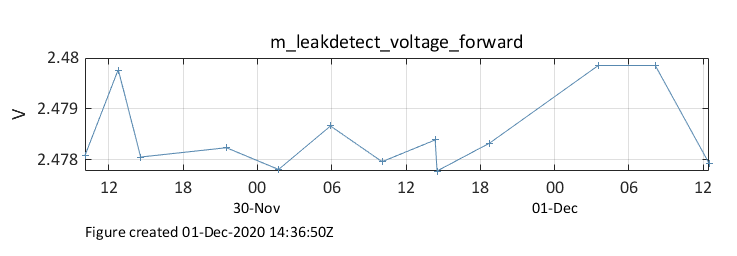 m_leakdetect_voltage_forward
2.48
2.479
2.478
V
12 18 00 06 12 18 00 06 12
30-Nov 01-Dec
Figure created 01-Dec-2020 14:36:50Z